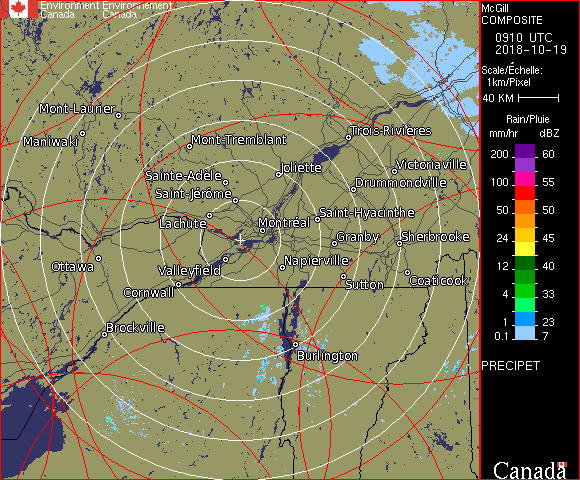 Environment Environnement
Canada Canada
McGill
COMPOSITE
0910 UTC
2018-10-19
Scale/Échelle:
1km/Pixel
40 KM
Rain/Pluie
mm/hr dBZ
200 60
100 55
50 50
24 45
12 40
4 33
1 23
0.1 7
PRECIPET
Canada
Mont-Laurier
Maniwaki
Mont-Tremblant
Trois-Rivières
Sainte-Adèle
Joliette
Victoriaville
Saint-Jérôme
Drummondville
Lachute
Montréal
Saint-Hyacinthe
Granby
Sherbrooke
Ottawa
Valleyfield
Napierville
Cornwall
Sutton
Coaticook
Brockville
Burlington